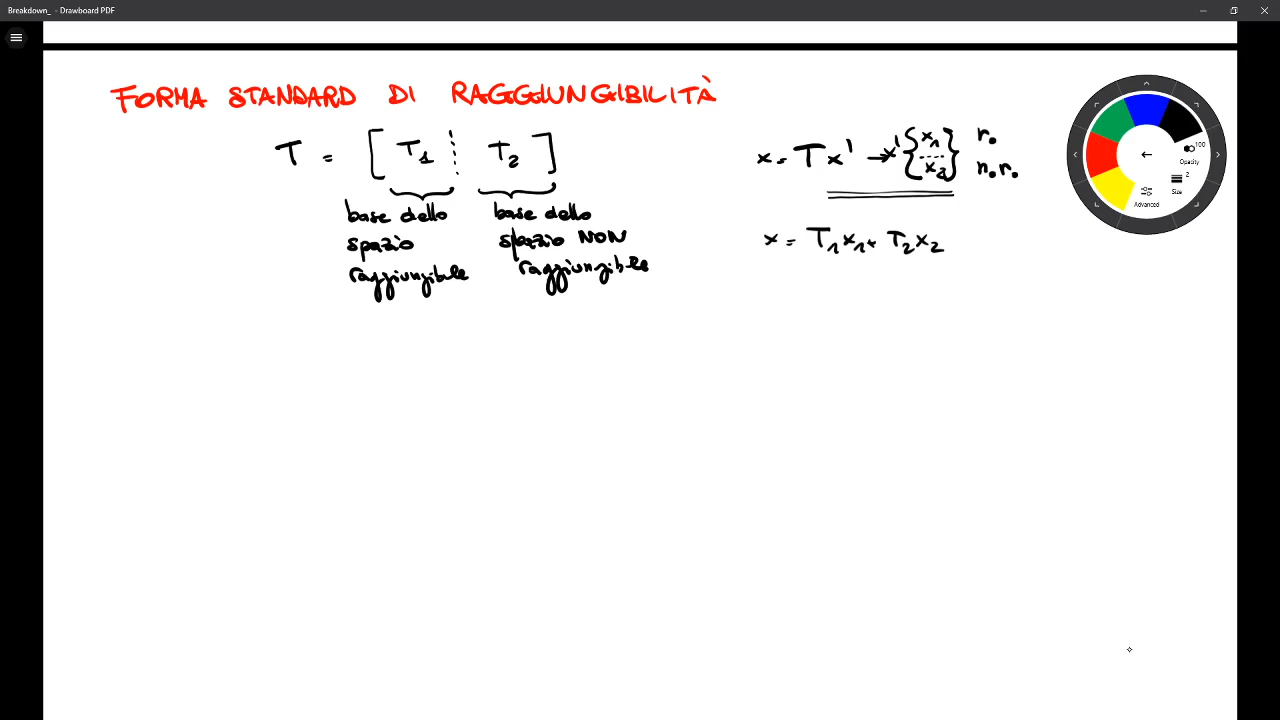 Breakdown_ - Drawboard PDF
FORMA STANDARD DI RAGGIUNGIBILITÀ
T = [ T1 ⋮ T2 ]
base dello
spazio
raggiungibile
base dello
spazio NON
raggiungibile
x = Tx' → x' { x1 / x2 } r. n.r.
x = T1x1 + T2x2
100
Opacity
2
Size
Advanced